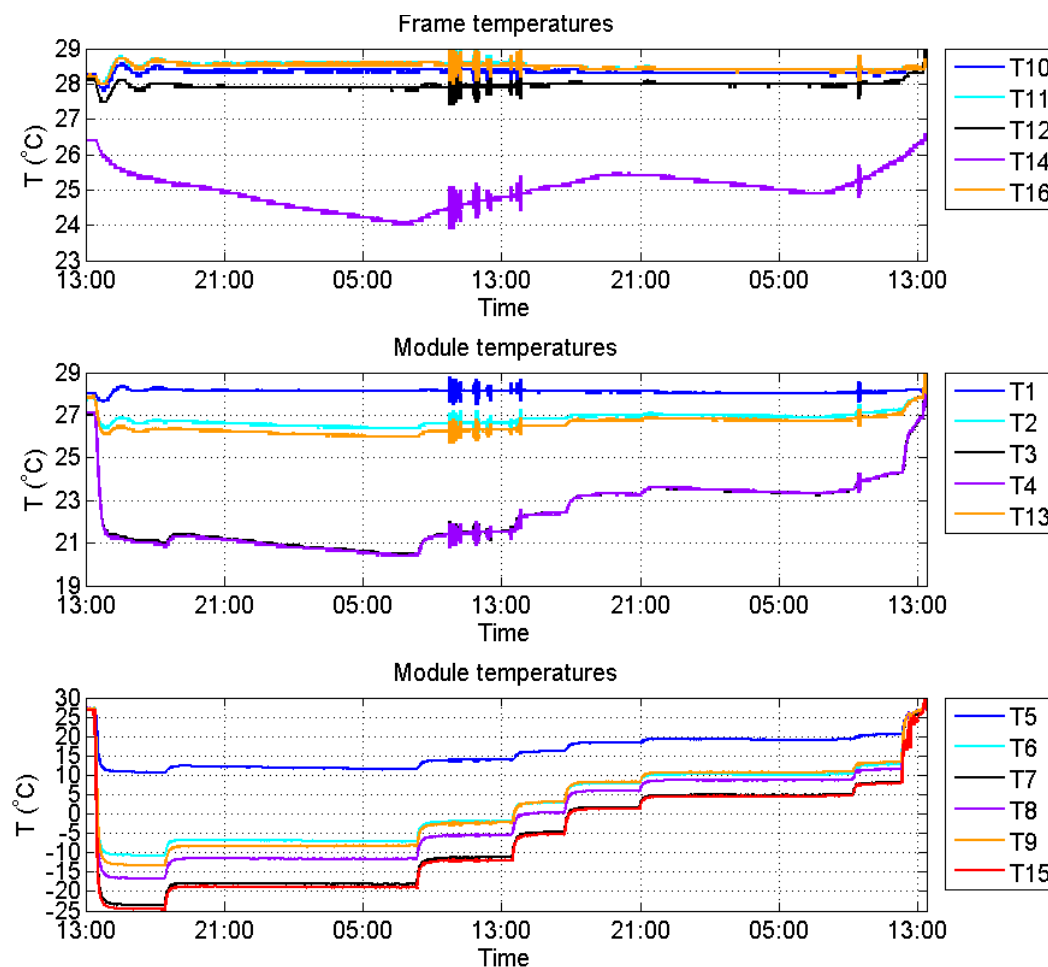 Frame temperatures
T (°C)
29
28
27
26
25
24
23
13:00 21:00 05:00 13:00 21:00 05:00 13:00
Time
T10
T11
T12
T14
T16
Module temperatures
T (°C)
29
27
25
23
21
19
13:00 21:00 05:00 13:00 21:00 05:00 13:00
Time
T1
T2
T3
T4
T13
Module temperatures
T (°C)
30
25
20
15
10
5
0
-5
-10
-15
-20
-25
13:00 21:00 05:00 13:00 21:00 05:00 13:00
Time
T5
T6
T7
T8
T9
T15